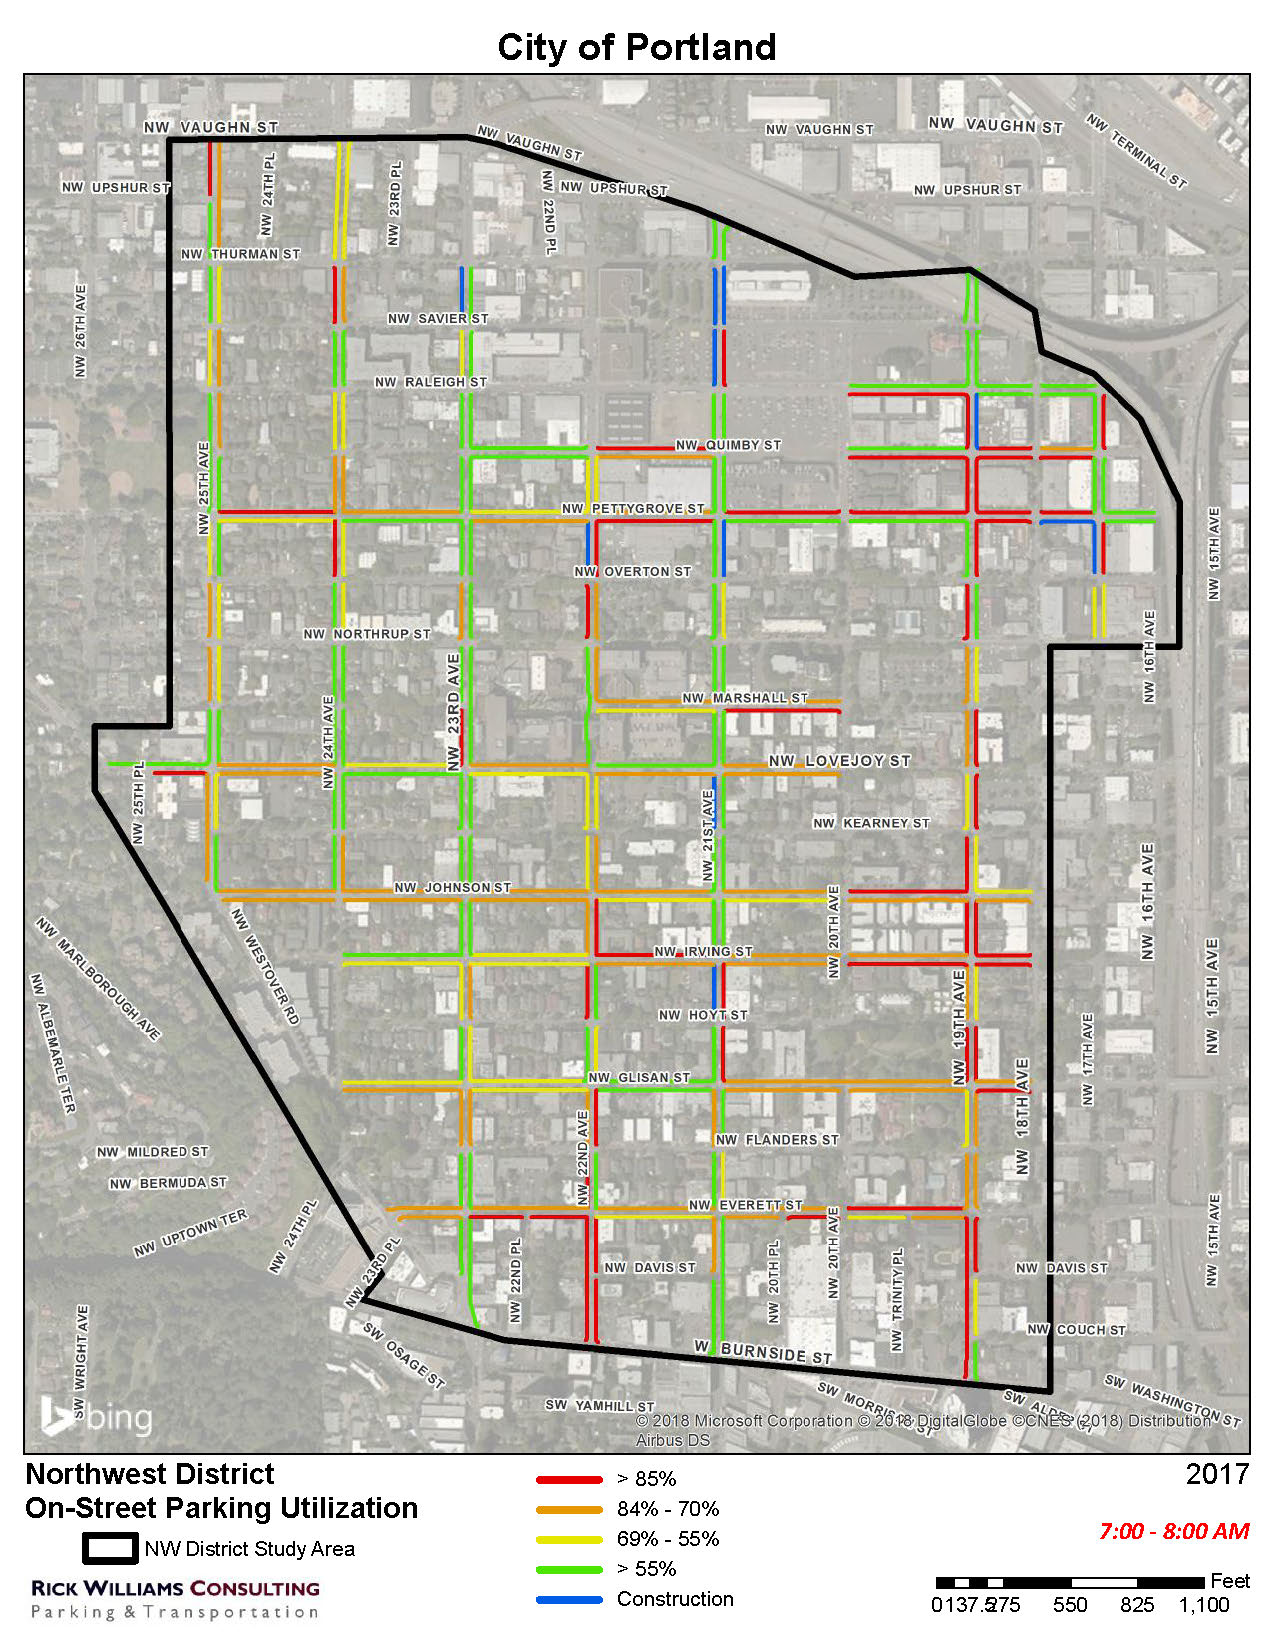 City of Portland
NW VAUGHN ST
NW VAUGHN ST
NW VAUGHN ST
NW VAUGHN ST
NW TERMINAL ST
NW UPSHUR ST
NW 24TH PL
NW 23RD PL
NW 22ND PL
NW UPSHUR ST
NW UPSHUR ST
NW THURMAN ST
NW 26TH AVE
NW SAVIER ST
NW RALEIGH ST
NW QUIMBY ST
NW 25TH AVE
NW PETTYGROVE ST
NW 15TH AVE
NW OVERTON ST
NW NORTHRUP ST
NW 16TH AVE
NW 23RD AVE
NW MARSHALL ST
NW 24TH AVE
NW LOVEJOY ST
NW 25TH PL
NW 21ST AVE
NW KEARNEY ST
NW JOHNSON ST
NW 20TH AVE
NW 16TH AVE
NW IRVING ST
NW WESTOVER RD
NW MARLBOROUGH AVE
NW ALBEMARLE TER
NW HOYT ST
NW 19TH AVE
NW 15TH AVE
NW 17TH AVE
NW GLISAN ST
NW 18TH AVE
NW 22ND AVE
NW FLANDERS ST
NW MILDRED ST
NW BERMUDA ST
NW UPTOWN TER
NW 24TH PL
NW EVERETT ST
NW 20TH AVE
NW 15TH AVE
NW 23RD PL
NW 22ND PL
NW DAVIS ST
NW 20TH PL
NW TRINITY PL
NW DAVIS ST
NW COUCH ST
SW WRIGHT AVE
SW OSAGE ST
W BURNSIDE ST
SW YAMHILL ST
SW MORRIS ST
SW ALDER CT
SW WASHINGTON ST
bing
© 2018 Microsoft Corporation © 2018 DigitalGlobe ©CNES (2018) Distribution
Airbus DS
Northwest District
On-Street Parking Utilization
NW District Study Area
RICK WILLIAMS CONSULTING
Parking & Transportation
> 85%
84% - 70%
69% - 55%
> 55%
Construction
2017
7:00 - 8:00 AM
Feet
0 137.5 275 550 825 1,100